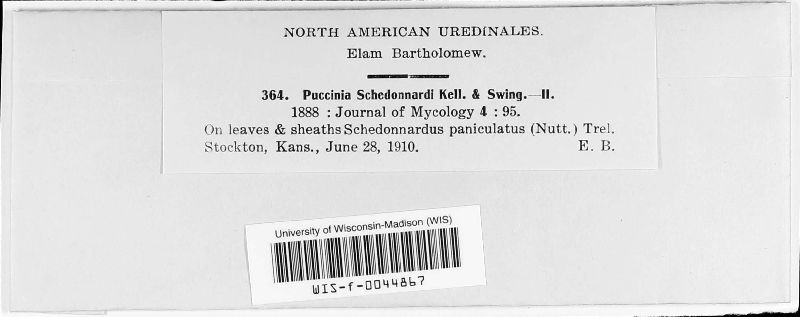 NORTH AMERICAN UREDINALES.
Elam Bartholomew.
364. Puccinia Schedonnardi Kell. & Swing.—II.
1888 : Journal of Mycology 4 : 95.
On leaves & sheaths Schedonnardus paniculatus (Nutt.) Trel.
Stockton, Kans., June 28, 1910. E. B.
University of Wisconsin-Madison (WIS)
WIS-f-0044867